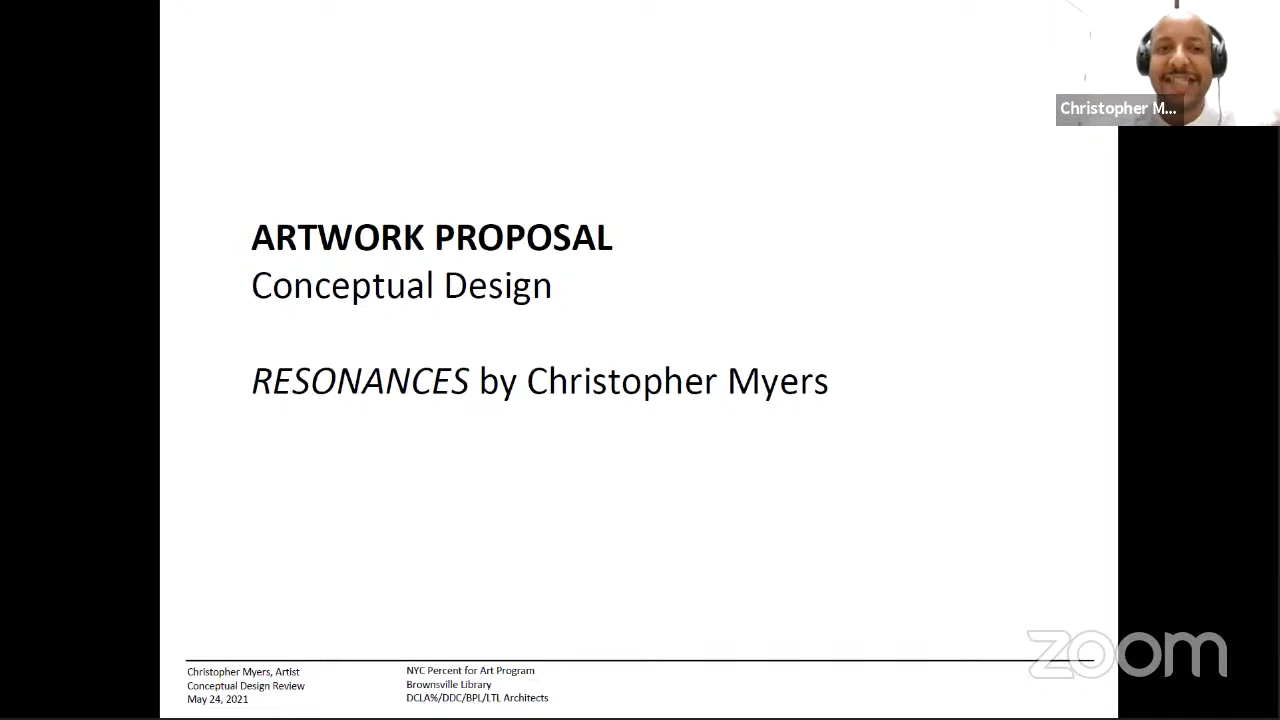 Christopher M...
ARTWORK PROPOSAL
Conceptual Design
RESONANCES by Christopher Myers
Christopher Myers, Artist
Conceptual Design Review
May 24, 2021
NYC Percent for Art Program
Brownsville Library
DCLA%/DDC/BPL/LTL Architects
zoom